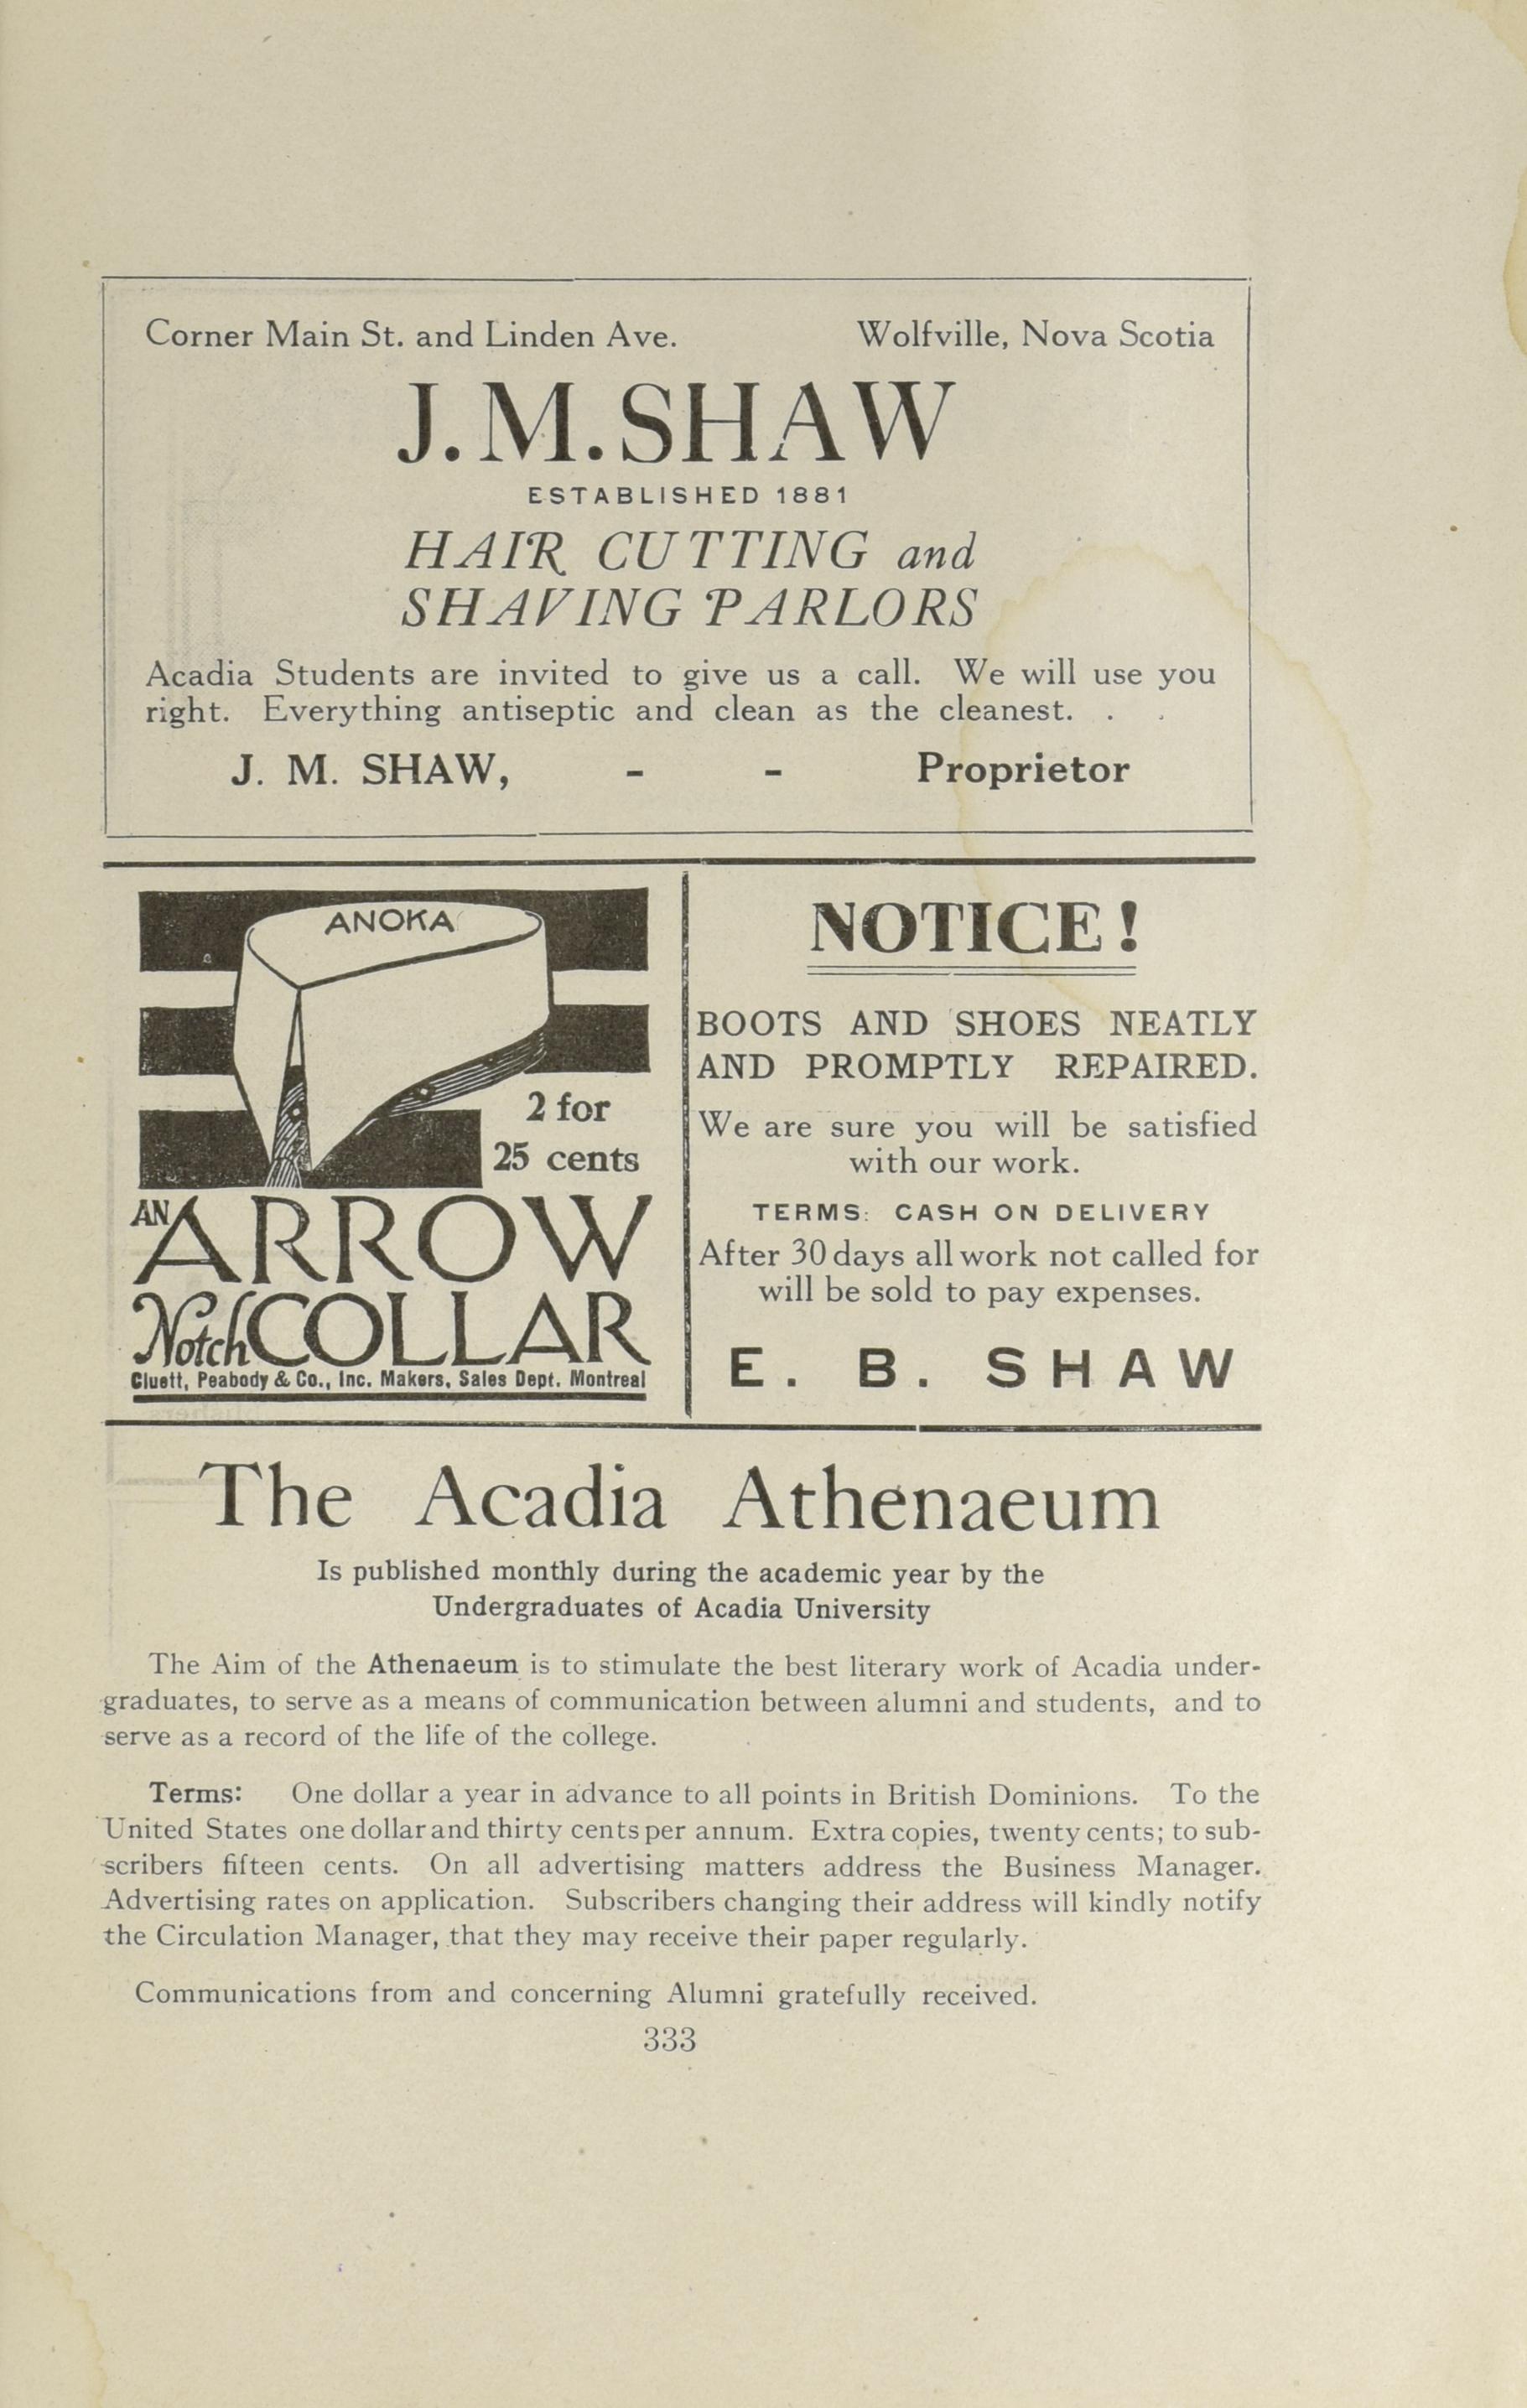 Corner Main St. and Linden Ave. Wolfville, Nova Scotia
J. M. SHAW
ESTABLISHED 1881
HAIR CUTTING and
SHAVING PARLORS
Acadia Students are invited to give us a call. We will use you
right. Everything antiseptic and clean as the cleanest. . .
J. M. SHAW, - - Proprietor
ANOKA
2 for
25 cents
AN ARROW
Notch COLLAR
Cluett, Peabody & Co., Inc. Makers, Sales Dept. Montreal
NOTICE!
BOOTS AND SHOES NEATLY
AND PROMPTLY REPAIRED.
We are sure you will be satisfied
with our work.
TERMS: CASH ON DELIVERY
After 30 days all work not called for
will be sold to pay expenses.
E. B. SHAW
The Acadia Athenaeum
Is published monthly during the academic year by the
Undergraduates of Acadia University
The Aim of the Athenaeum is to stimulate the best literary work of Acadia under-
graduates, to serve as a means of communication between alumni and students, and to
serve as a record of the life of the college.
Terms: One dollar a year in advance to all points in British Dominions. To the
United States one dollar and thirty cents per annum. Extra copies, twenty cents; to sub-
scribers fifteen cents. On all advertising matters address the Business Manager.
Advertising rates on application. Subscribers changing their address will kindly notify
the Circulation Manager, that they may receive their paper regularly.
Communications from and concerning Alumni gratefully received.
333